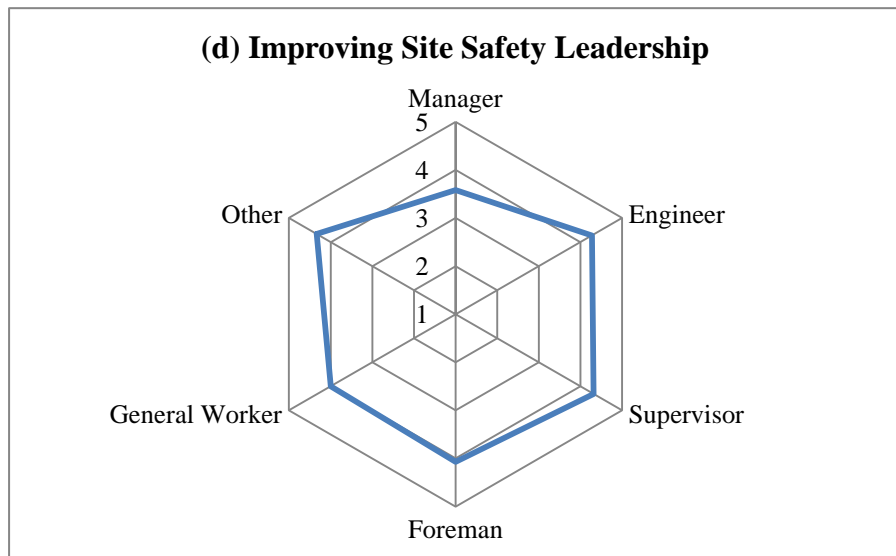 (d) Improving Site Safety Leadership
Manager
5
4
3
2
1
Other
Engineer
General Worker
Supervisor
Foreman